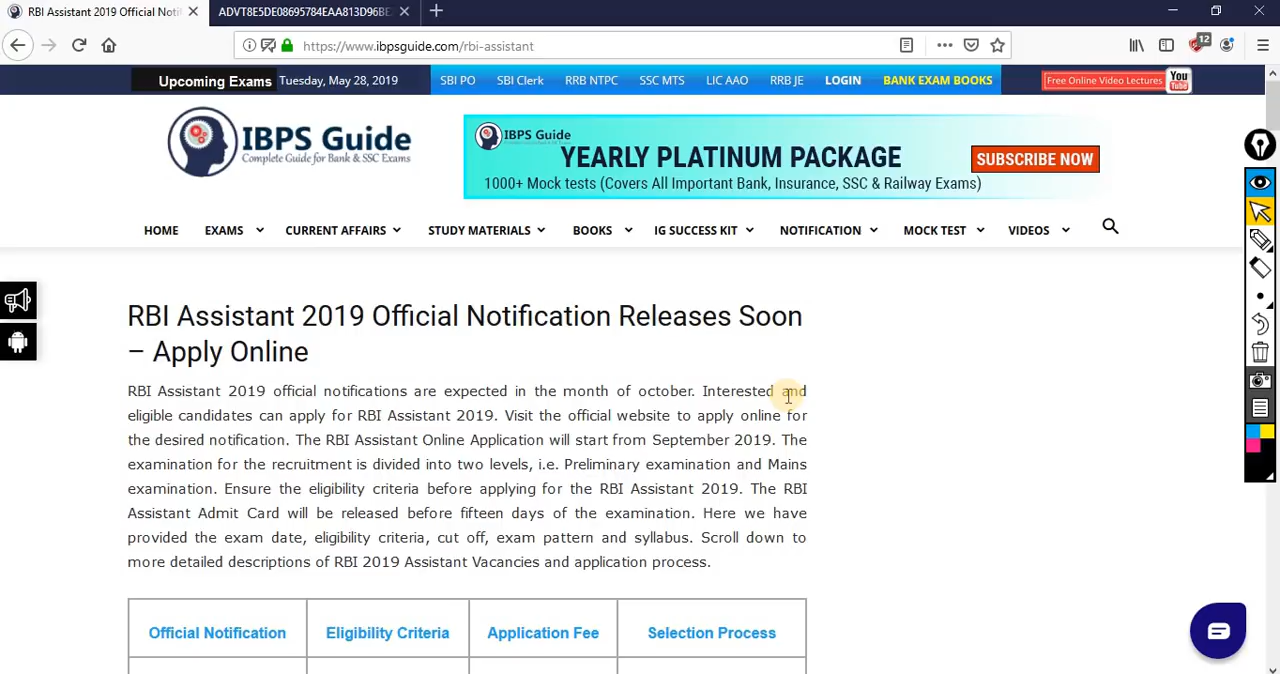 RBI Assistant 2019 Official Notif
ADVT8E5DE08695784EAA813D96BE
https://www.ibpsguide.com/rbi-assistant
12
Upcoming Exams
Tuesday, May 28, 2019
SBI PO
SBI Clerk
RRB NTPC
SSC MTS
LIC AAO
RRB JE
LOGIN
BANK EXAM BOOKS
Free Online Video Lectures
You
Tube
IBPS Guide
Complete Guide for Bank & SSC Exams
IBPS Guide
YEARLY PLATINUM PACKAGE
1000+ Mock tests (Covers All Important Bank, Insurance, SSC & Railway Exams)
SUBSCRIBE NOW
HOME
EXAMS
CURRENT AFFAIRS
STUDY MATERIALS
BOOKS
IG SUCCESS KIT
NOTIFICATION
MOCK TEST
VIDEOS
RBI Assistant 2019 Official Notification Releases Soon
– Apply Online
RBI Assistant 2019 official notifications are expected in the month of october. Interested and
eligible candidates can apply for RBI Assistant 2019. Visit the official website to apply online for
the desired notification. The RBI Assistant Online Application will start from September 2019. The
examination for the recruitment is divided into two levels, i.e. Preliminary examination and Mains
examination. Ensure the eligibility criteria before applying for the RBI Assistant 2019. The RBI
Assistant Admit Card will be released before fifteen days of the examination. Here we have
provided the exam date, eligibility criteria, cut off, exam pattern and syllabus. Scroll down to
more detailed descriptions of RBI 2019 Assistant Vacancies and application process.
Official Notification
Eligibility Criteria
Application Fee
Selection Process